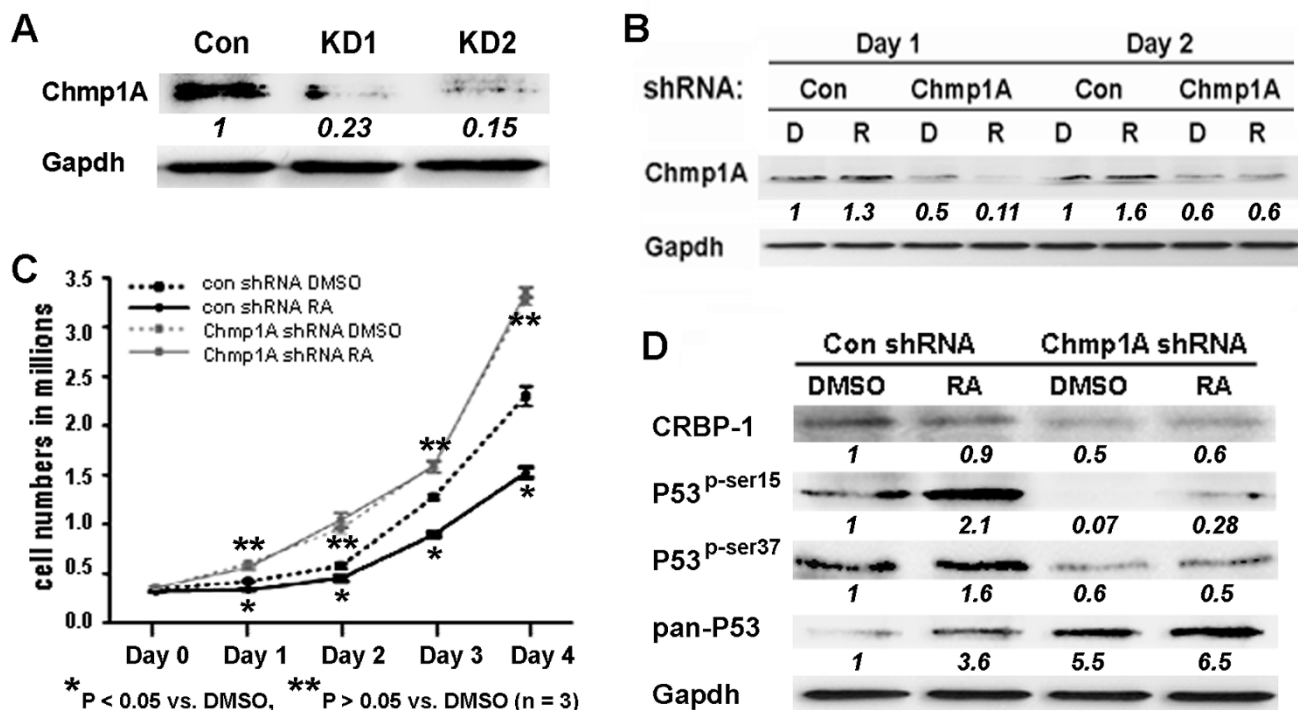 A
Con KD1 KD2
Chmp1A
1 0.23 0.15
Gapdh
B
Day 1 Day 2
shRNA: Con Chmp1A Con Chmp1A
D R D R D R D R
Chmp1A
1 1.3 0.5 0.11 1 1.6 0.6 0.6
Gapdh
C
cell numbers in millions
3.5
3.0
2.5
2.0
1.5
1.0
0.5
0.0
con shRNA DMSO
con shRNA RA
Chmp1A shRNA DMSO
Chmp1A shRNA RA
** ** ** **
* * * *
Day 0 Day 1 Day 2 Day 3 Day 4
*P < 0.05 vs. DMSO, **P > 0.05 vs. DMSO (n = 3)
D
Con shRNA Chmp1A shRNA
DMSO RA DMSO RA
CRBP-1
1 0.9 0.5 0.6
P53 p-ser15
1 2.1 0.07 0.28
P53 p-ser37
1 1.6 0.6 0.5
pan-P53
1 3.6 5.5 6.5
Gapdh